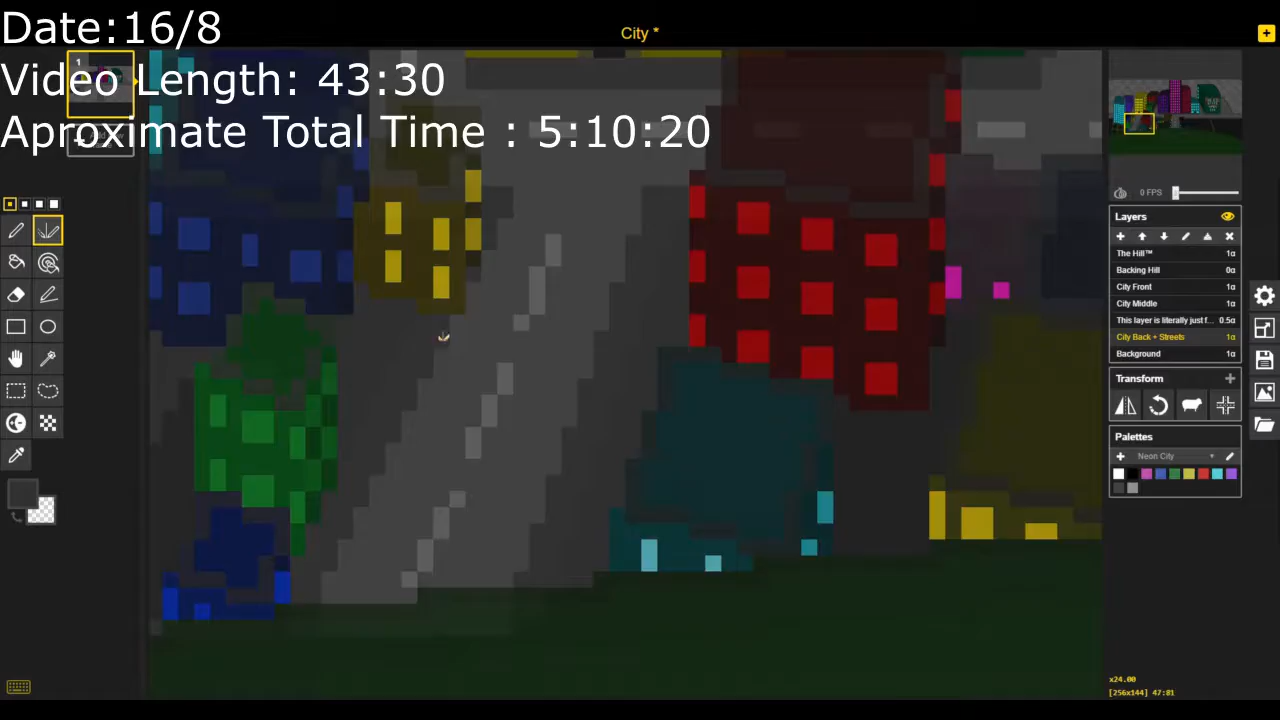 Date:16/8
City *
Video Length: 43:30
Aproximate Total Time : 5:10:20
1
0 FPS
Layers
The Hill™ 1α
Backing Hill 0α
City Front 1α
City Middle 1α
This layer is literally just f... 0.5α
City Back + Streets 1α
Background 1α
Transform
Palettes
Neon City
x24.00
[256x144] 47:81